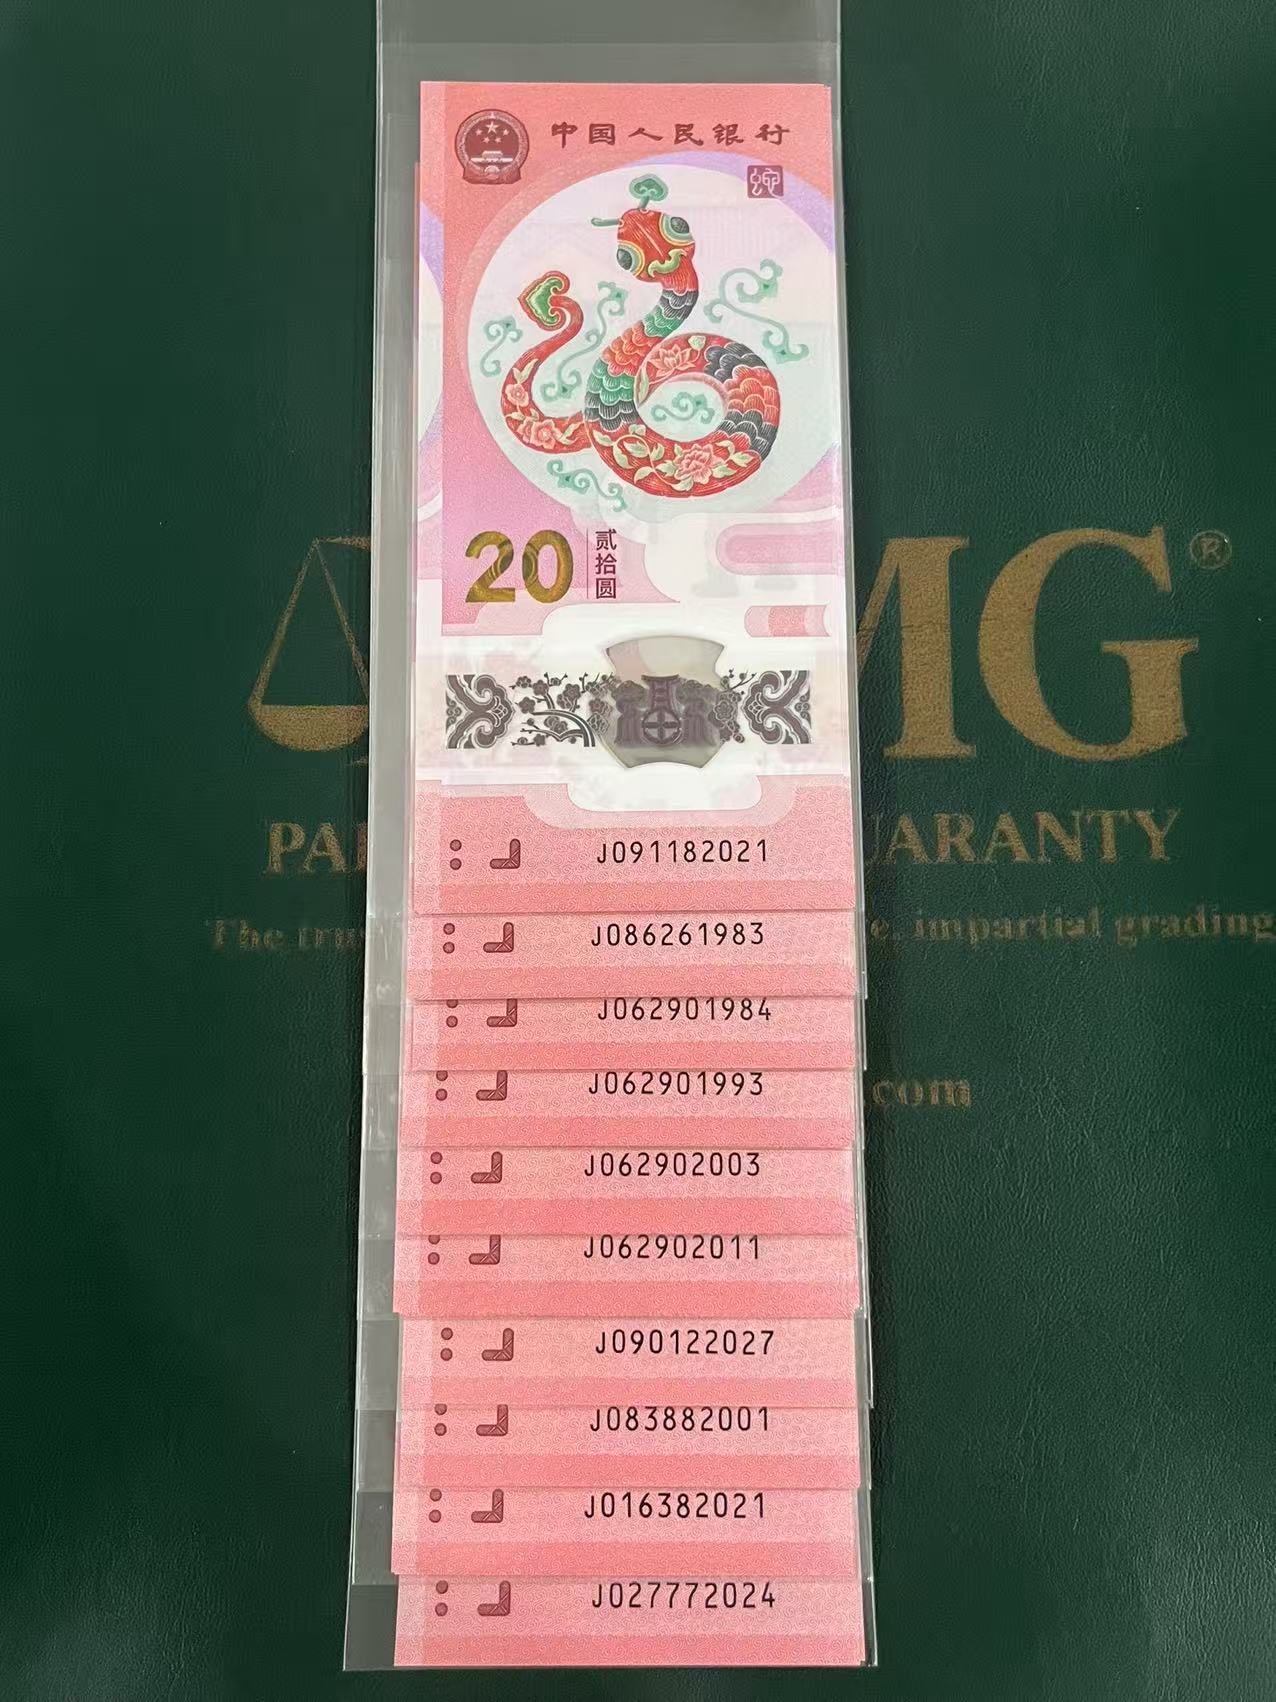 中国人民银行
20
贰拾圆
J091182021
J086261983
J062901984
J062901993
J062902003
J062902011
J090122027
J083882001
J016382021
J027772024
MG®
PA UARANTY
The trus e, impartial grading
.com